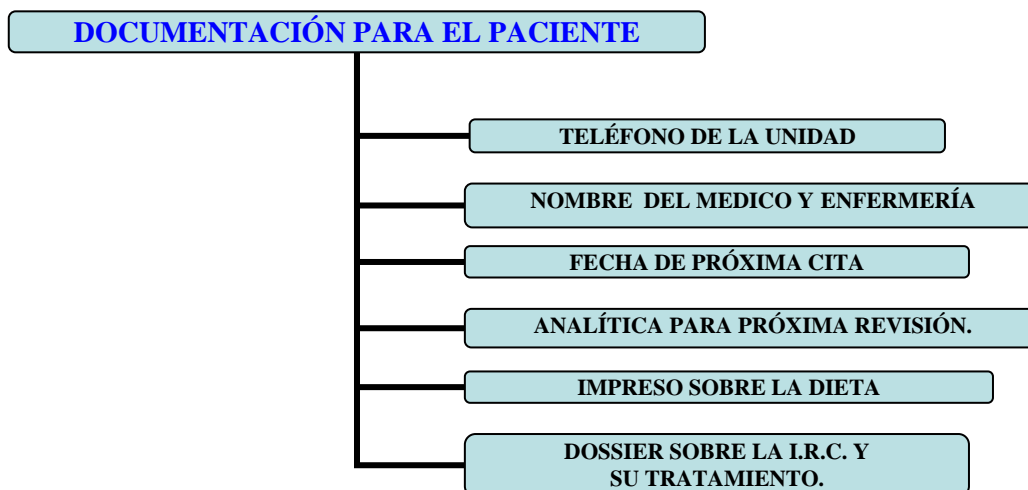 DOCUMENTACIÓN PARA EL PACIENTE
TELÉFONO DE LA UNIDAD
NOMBRE DEL MEDICO Y ENFERMERÍA
FECHA DE PRÓXIMA CITA
ANALÍTICA PARA PRÓXIMA REVISIÓN.
IMPRESO SOBRE LA DIETA
DOSSIER SOBRE LA I.R.C. Y
SU TRATAMIENTO.